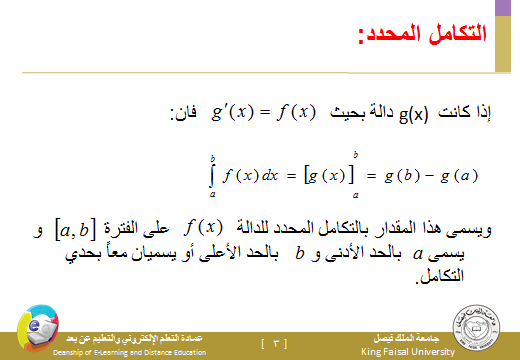 التكامل المحدد:
إذا كانت g(x) دالة بحيث g′(x) = f(x) فان:
∫_a^b f(x)dx = [g(x)]_a^b = g(b) − g(a)
ويسمى هذا المقدار بالتكامل المحدد للدالة f(x) على الفترة [a,b] و
يسمى a بالحد الأدنى و b بالحد الأعلى أو يسميان معاً بحدي
التكامل.
جامعة الملك فيصل
King Faisal University
[ ٣ ]
عمادة التعلم الإلكتروني والتعليم عن بعد
Deanship of E-Learning and Distance Education